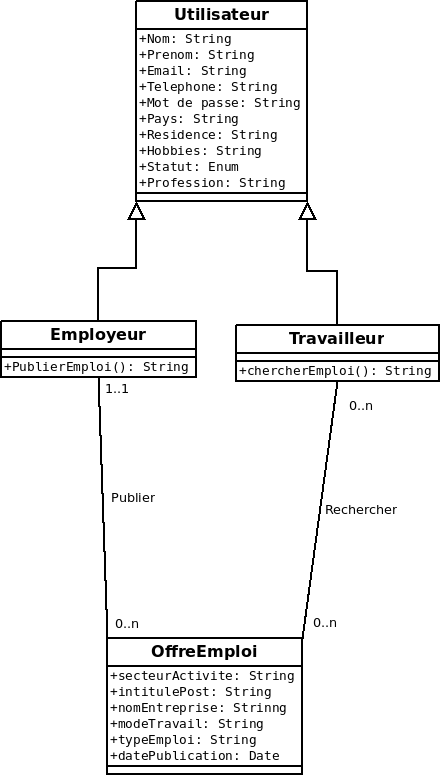 Utilisateur
+Nom: String
+Prenom: String
+Email: String
+Telephone: String
+Mot de passe: String
+Pays: String
+Residence: String
+Hobbies: String
+Statut: Enum
+Profession: String
Employeur
+PublierEmploi(): String
Travailleur
+chercherEmploi(): String
1..1
0..n
Publier
Rechercher
0..n
0..n
OffreEmploi
+secteurActivite: String
+intitulePost: String
+nomEntreprise: Strinng
+modeTravail: String
+typeEmploi: String
+datePublication: Date